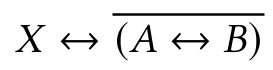 X ↔ \overline{(A ↔ B)}